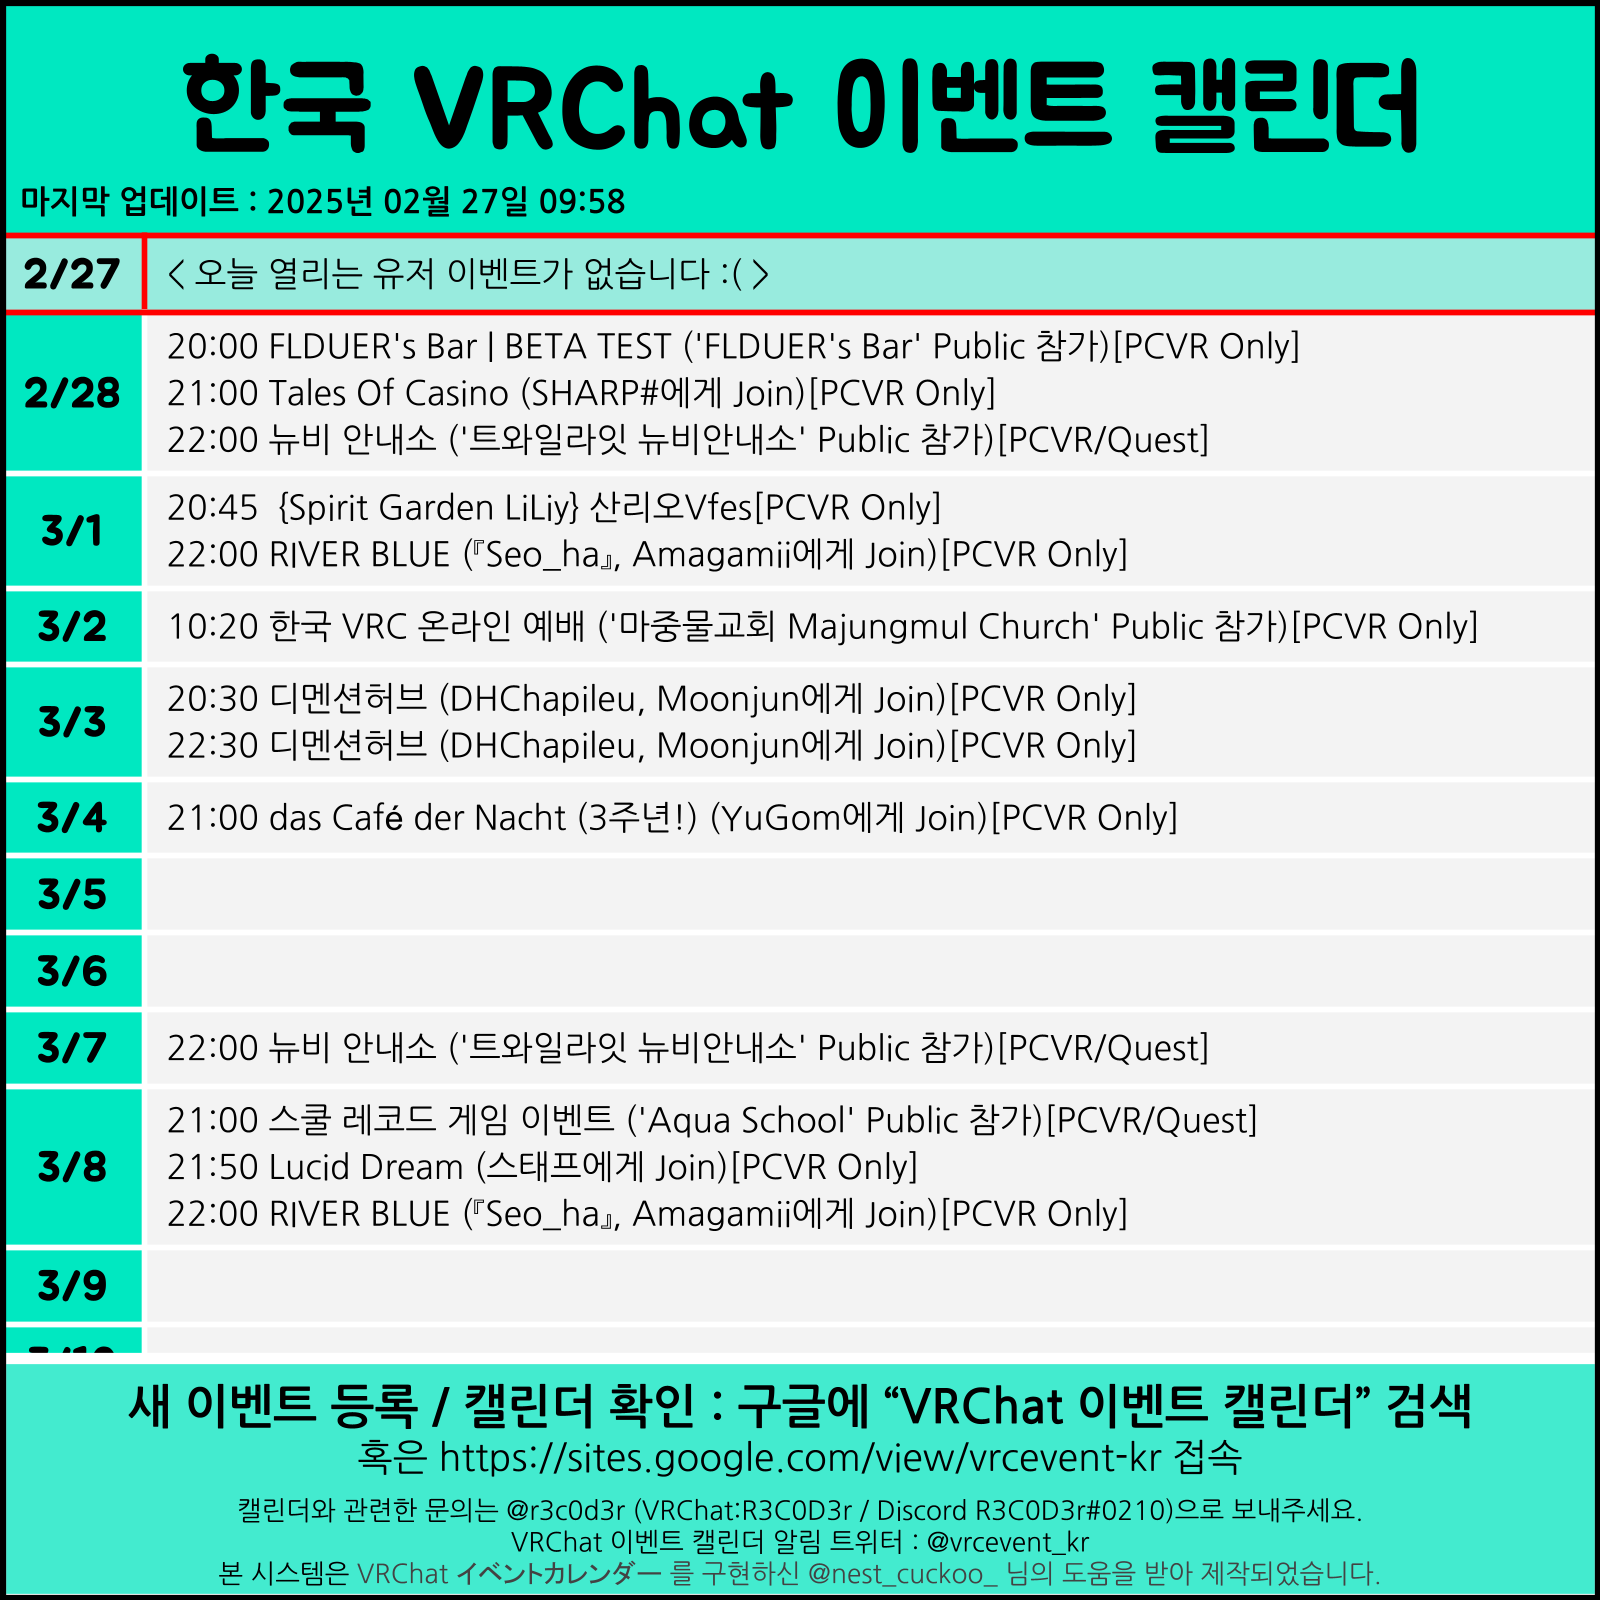 한국 VRChat 이벤트 캘린더
마지막 업데이트 : 2025년 02월 27일 09:58
2/27
< 오늘 열리는 유저 이벤트가 없습니다 :( >
2/28
20:00 FLDUER's Bar | BETA TEST ('FLDUER's Bar' Public 참가)[PCVR Only]
21:00 Tales Of Casino (SHARP#에게 Join)[PCVR Only]
22:00 뉴비 안내소 ('트와일라잇 뉴비안내소' Public 참가)[PCVR/Quest]
3/1
20:45  {Spirit Garden LiLiy} 산리오Vfes[PCVR Only]
22:00 RIVER BLUE (『Seo_ha』, Amagamii에게 Join)[PCVR Only]
3/2
10:20 한국 VRC 온라인 예배 ('마중물교회 Majungmul Church' Public 참가)[PCVR Only]
3/3
20:30 디멘션허브 (DHChapileu, Moonjun에게 Join)[PCVR Only]
22:30 디멘션허브 (DHChapileu, Moonjun에게 Join)[PCVR Only]
3/4
21:00 das Café der Nacht (3주년!) (YuGom에게 Join)[PCVR Only]
3/5
3/6
3/7
22:00 뉴비 안내소 ('트와일라잇 뉴비안내소' Public 참가)[PCVR/Quest]
3/8
21:00 스쿨 레코드 게임 이벤트 ('Aqua School' Public 참가)[PCVR/Quest]
21:50 Lucid Dream (스태프에게 Join)[PCVR Only]
22:00 RIVER BLUE (『Seo_ha』, Amagamii에게 Join)[PCVR Only]
3/9
3/10
새 이벤트 등록 / 캘린더 확인 : 구글에 “VRChat 이벤트 캘린더” 검색
혹은 https://sites.google.com/view/vrcevent-kr 접속
캘린더와 관련한 문의는 @r3c0d3r (VRChat:R3C0D3r / Discord R3C0D3r#0210)으로 보내주세요.
VRChat 이벤트 캘린더 알림 트위터 : @vrcevent_kr
본 시스템은 VRChat イベントカレンダー 를 구현하신 @nest_cuckoo_ 님의 도움을 받아 제작되었습니다.